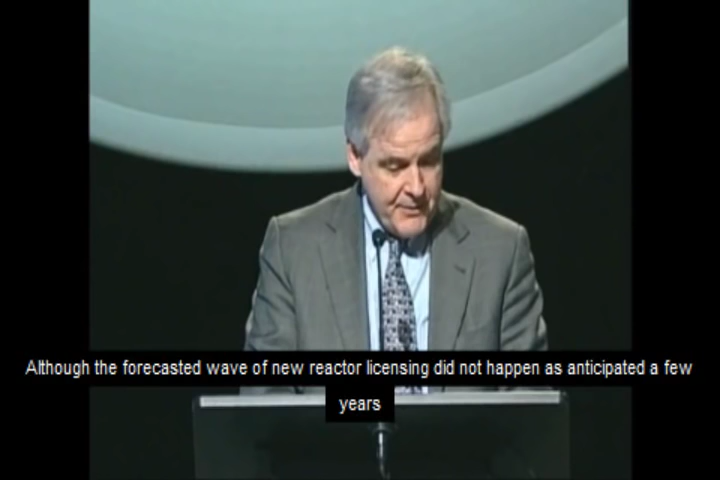 Although the forecasted wave of new reactor licensing did not happen as anticipated a few
years